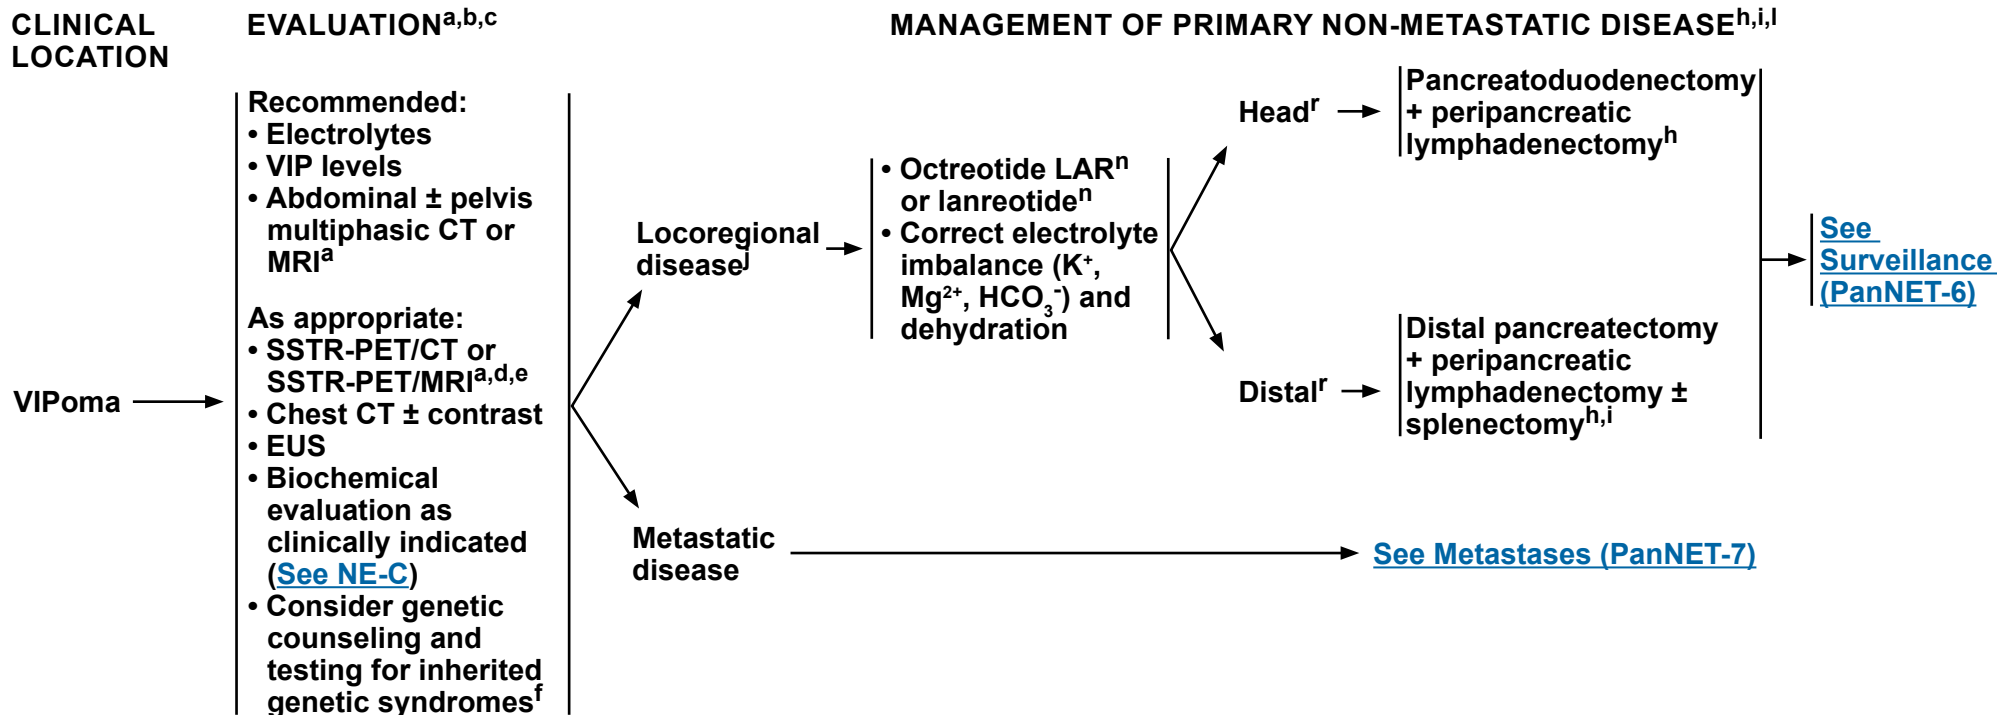 CLINICAL
LOCATION
EVALUATIONa,b,c
MANAGEMENT OF PRIMARY NON-METASTATIC DISEASEh,i,l
VIPoma
Recommended:
• Electrolytes
• VIP levels
• Abdominal ± pelvis
multiphasic CT or
MRIa
As appropriate:
• SSTR-PET/CT or
SSTR-PET/MRIa,d,e
• Chest CT ± contrast
• EUS
• Biochemical
evaluation as
clinically indicated
(See NE-C)
• Consider genetic
counseling and
testing for inherited
genetic syndromesf
Locoregional
diseasej
• Octreotide LARn
or lanreotiden
• Correct electrolyte
imbalance (K+,
Mg2+, HCO3-) and
dehydration
Headr
Pancreatoduodenectomy
+ peripancreatic
lymphadenectomyh
Distalr
Distal pancreatectomy
+ peripancreatic
lymphadenectomy ±
splenectomyh,i
See
Surveillance
(PanNET-6)
Metastatic
disease
See Metastases (PanNET-7)